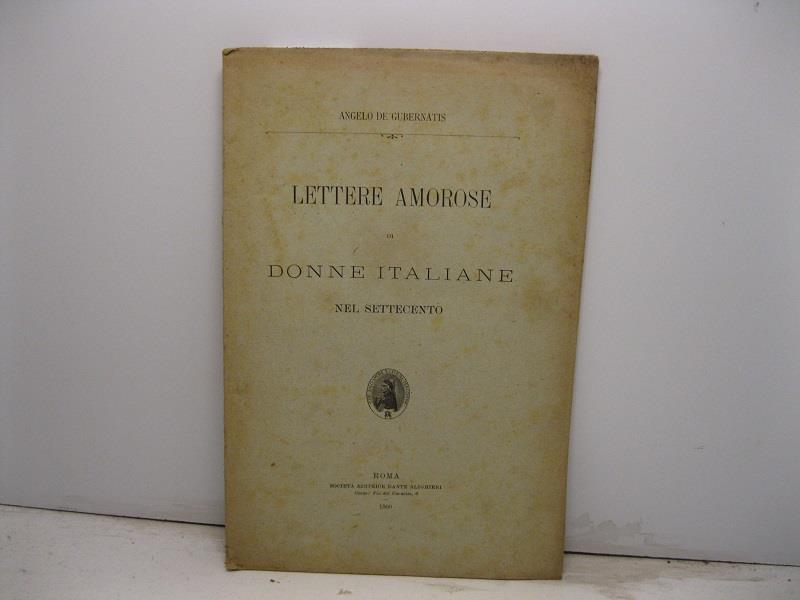 ANGELO DE GUBERNATIS
LETTERE AMOROSE
DI
DONNE ITALIANE
NEL SETTECENTO
ROMA
SOCIETÀ EDITRICE DANTE ALIGHIERI